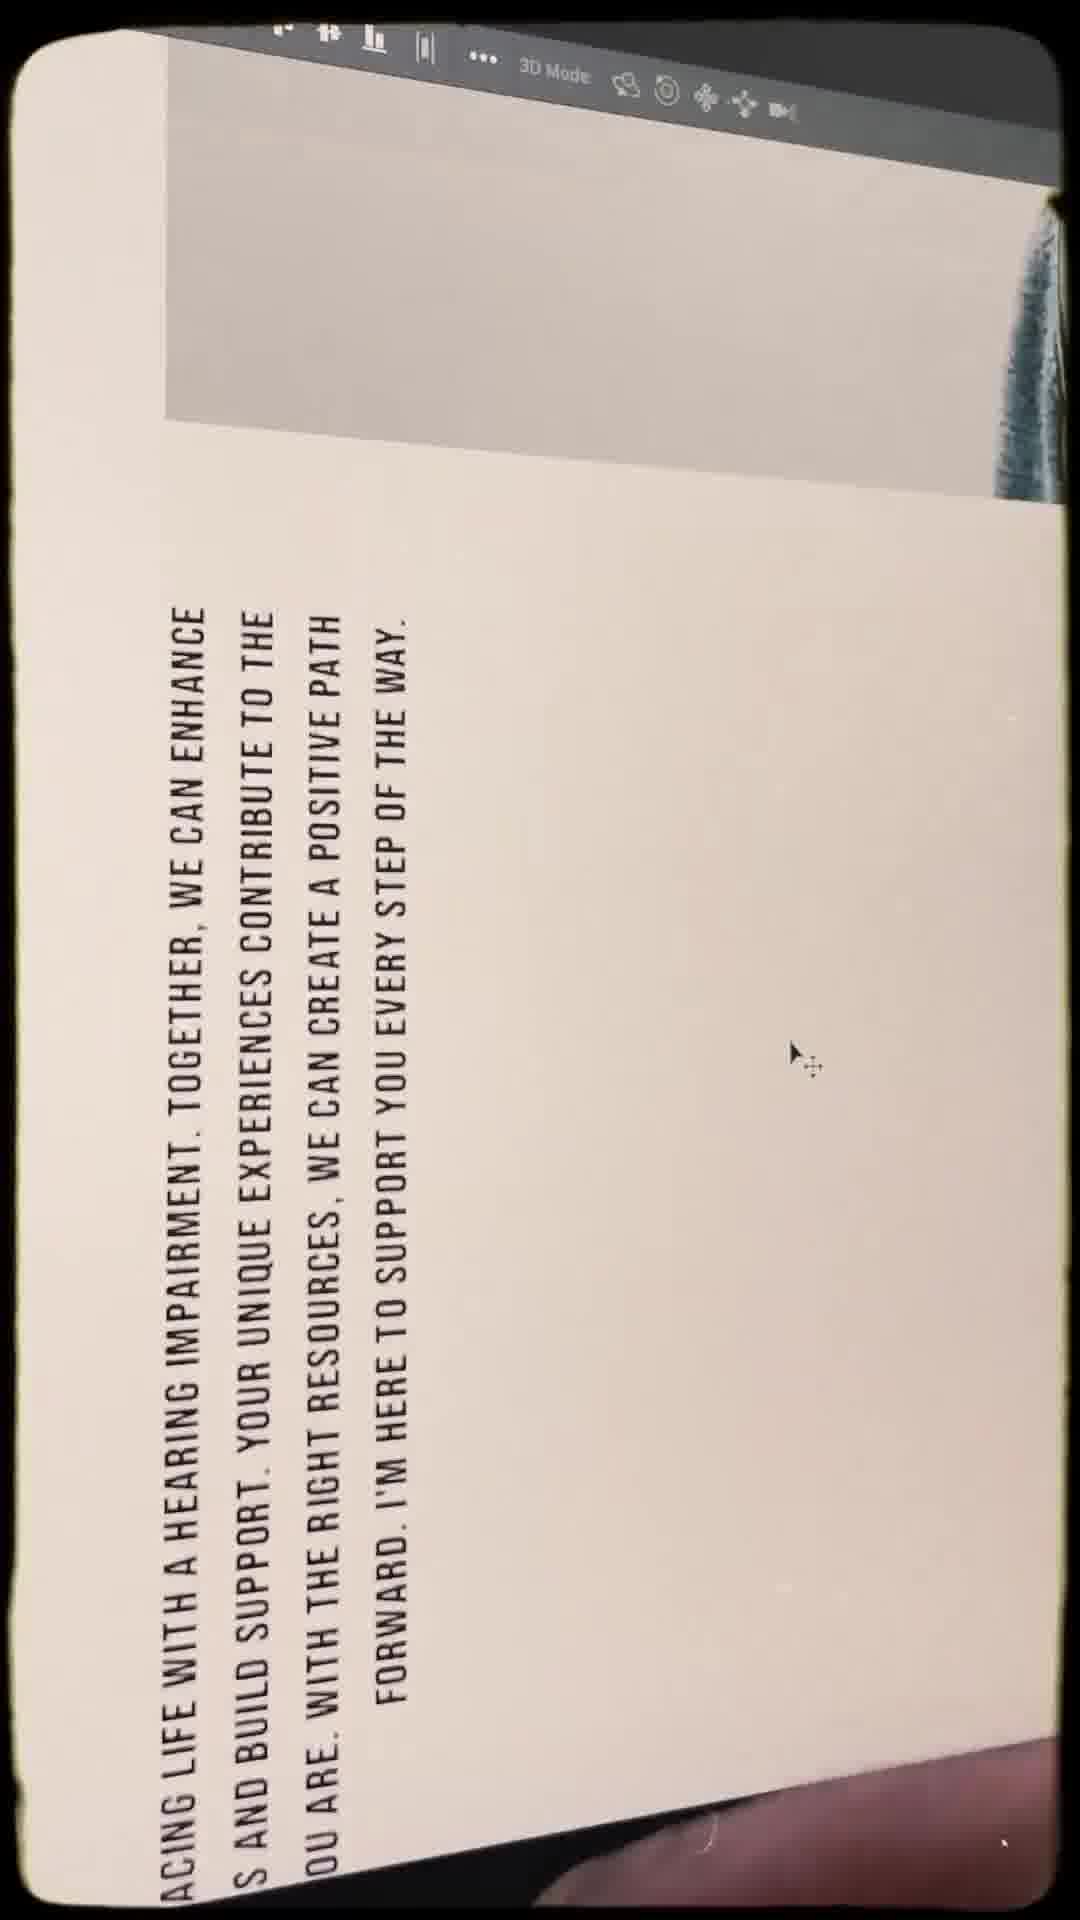 3D Mode
ACING LIFE WITH A HEARING IMPAIRMENT. TOGETHER, WE CAN ENHANCE
S AND BUILD SUPPORT. YOUR UNIQUE EXPERIENCES CONTRIBUTE TO THE
OU ARE. WITH THE RIGHT RESOURCES, WE CAN CREATE A POSITIVE PATH
FORWARD. I'M HERE TO SUPPORT YOU EVERY STEP OF THE WAY.